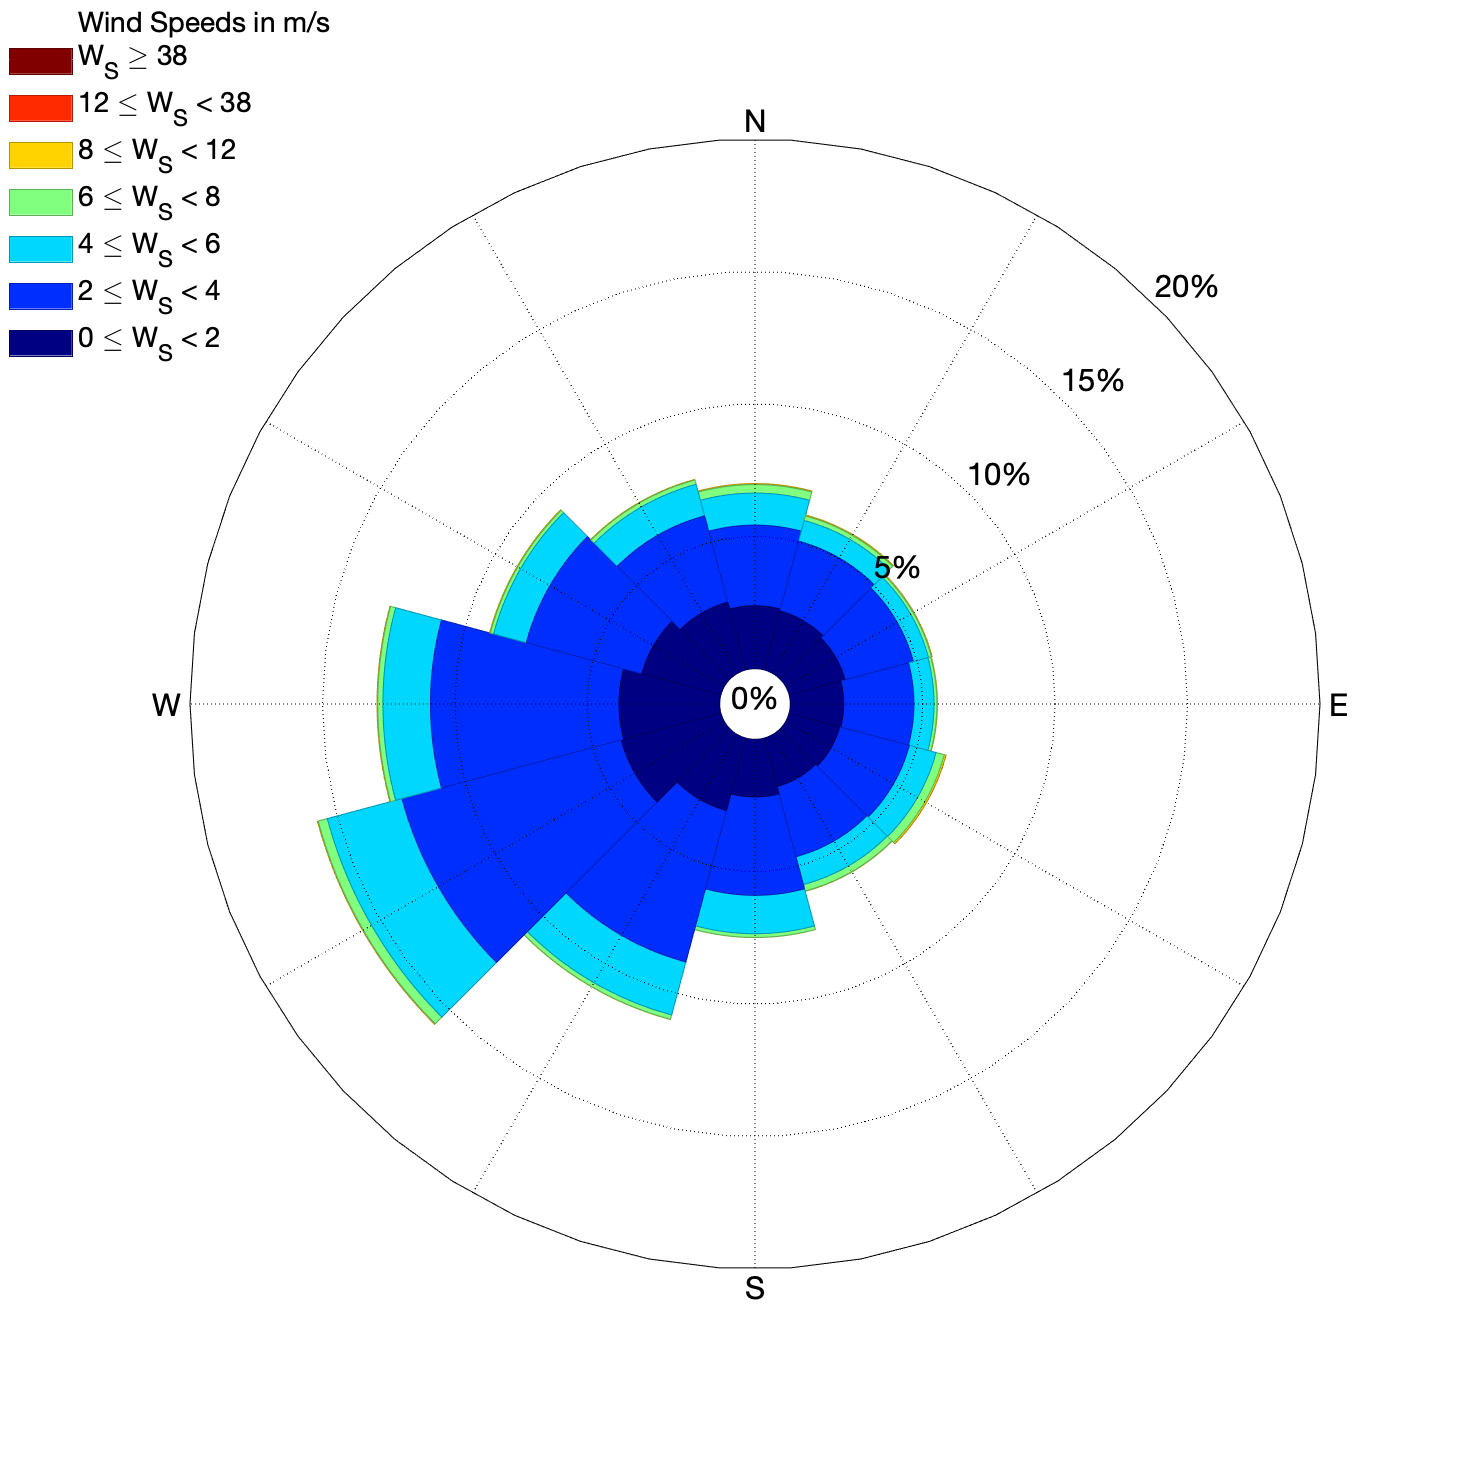 Wind Speeds in m/s
W_S ≥ 38
12 ≤ W_S < 38
8 ≤ W_S < 12
6 ≤ W_S < 8
4 ≤ W_S < 6
2 ≤ W_S < 4
0 ≤ W_S < 2
N
20%
15%
10%
5%
0%
W
E
S